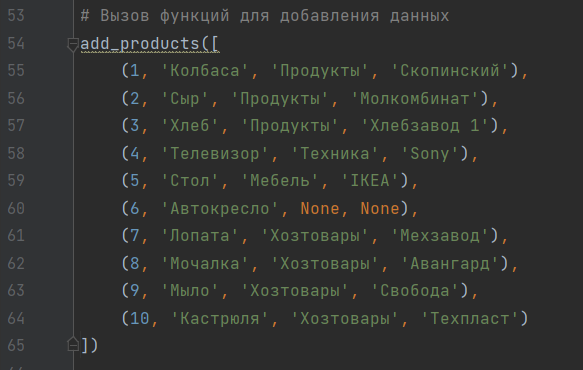 53 # Вызов функций для добавления данных
54 add_products([
55 (1, 'Колбаса', 'Продукты', 'Скопинский'),
56 (2, 'Сыр', 'Продукты', 'Молкомбинат'),
57 (3, 'Хлеб', 'Продукты', 'Хлебзавод 1'),
58 (4, 'Телевизор', 'Техника', 'Sony'),
59 (5, 'Стол', 'Мебель', 'IKEA'),
60 (6, 'Автокресло', None, None),
61 (7, 'Лопата', 'Хозтовары', 'Мехзавод'),
62 (8, 'Мочалка', 'Хозтовары', 'Авангард'),
63 (9, 'Мыло', 'Хозтовары', 'Свобода'),
64 (10, 'Кастрюля', 'Хозтовары', 'Техпласт')
65 ])